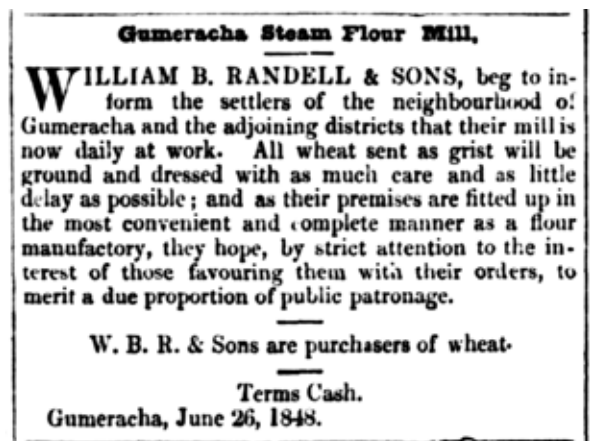 Gumeracha Steam Flour Mill.
WILLIAM B. RANDELL & SONS, beg to in-
form the settlers of the neighbourhood of
Gumeracha and the adjoining districts that their mill is
now daily at work. All wheat sent as grist will be
ground and dressed with as much care and as little
delay as possible; and as their premises are fitted up in
the most convenient and complete manner as a flour
manufactory, they hope, by strict attention to the in-
terest of those favouring them with their orders, to
merit a due proportion of public patronage.
W. B. R. & Sons are purchasers of wheat.
Terms Cash.
Gumeracha, June 26, 1848.